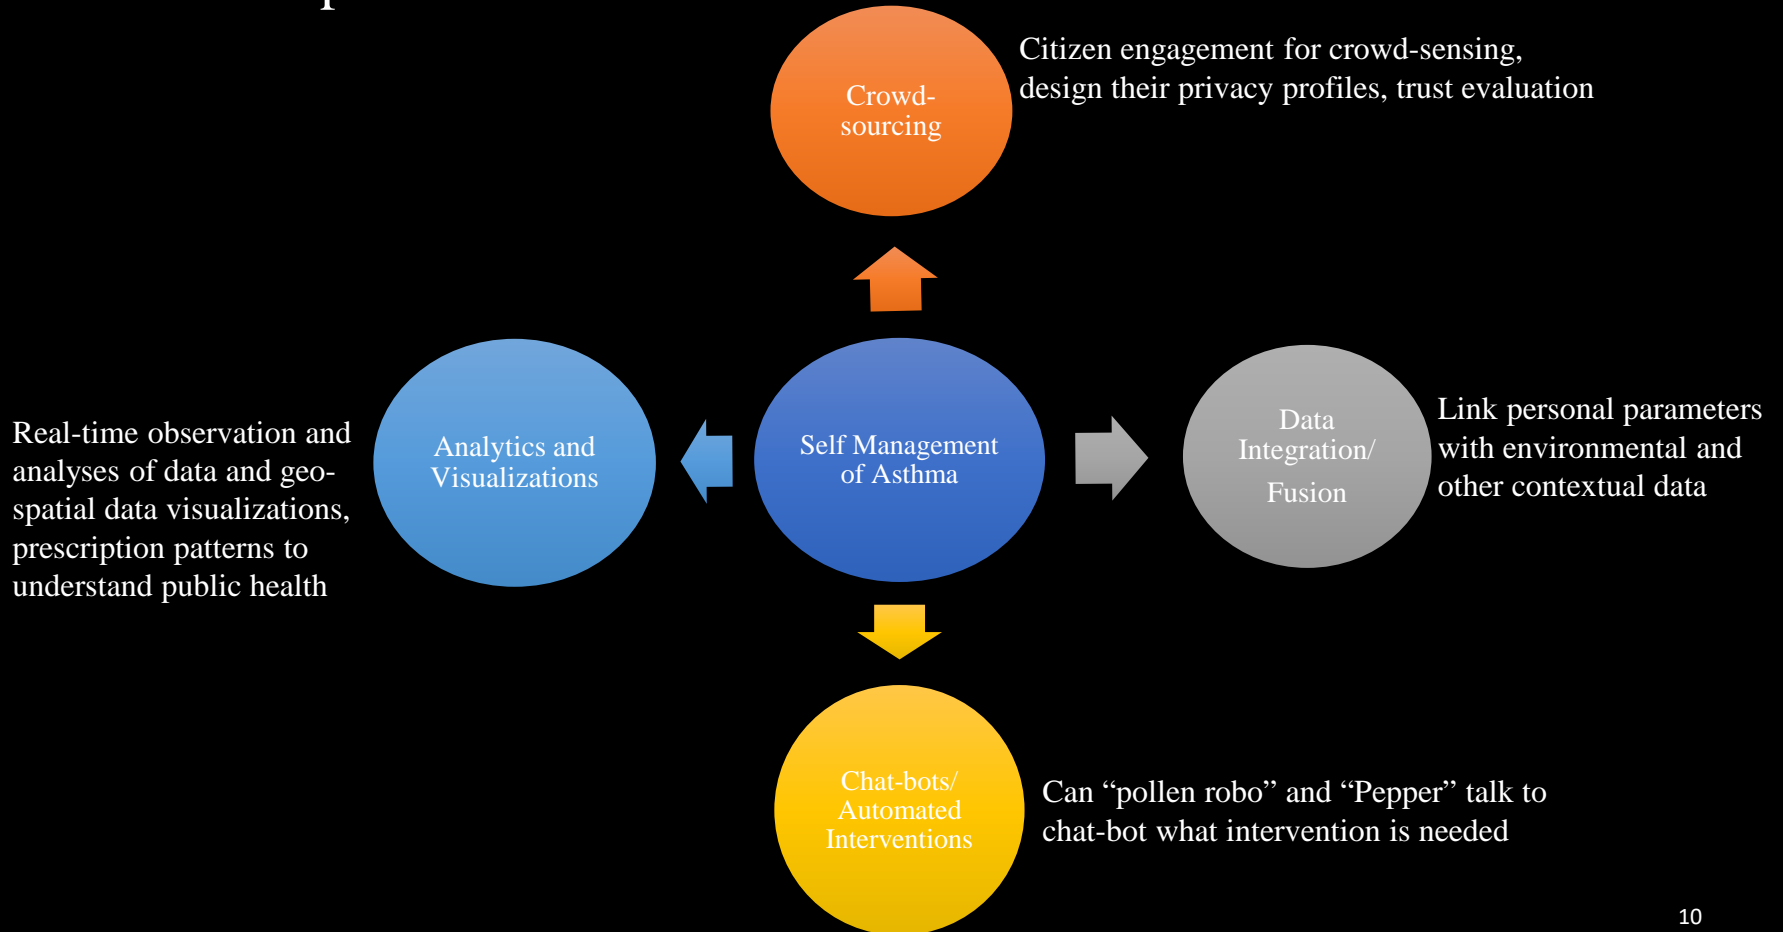 Crowd-
sourcing
Citizen engagement for crowd-sensing,
design their privacy profiles, trust evaluation
Real-time observation and
analyses of data and geo-
spatial data visualizations,
prescription patterns to
understand public health
Analytics and
Visualizations
Self Management
of Asthma
Data
Integration/
Fusion
Link personal parameters
with environmental and
other contextual data
Chat-bots/
Automated
Interventions
Can “pollen robo” and “Pepper” talk to
chat-bot what intervention is needed
10